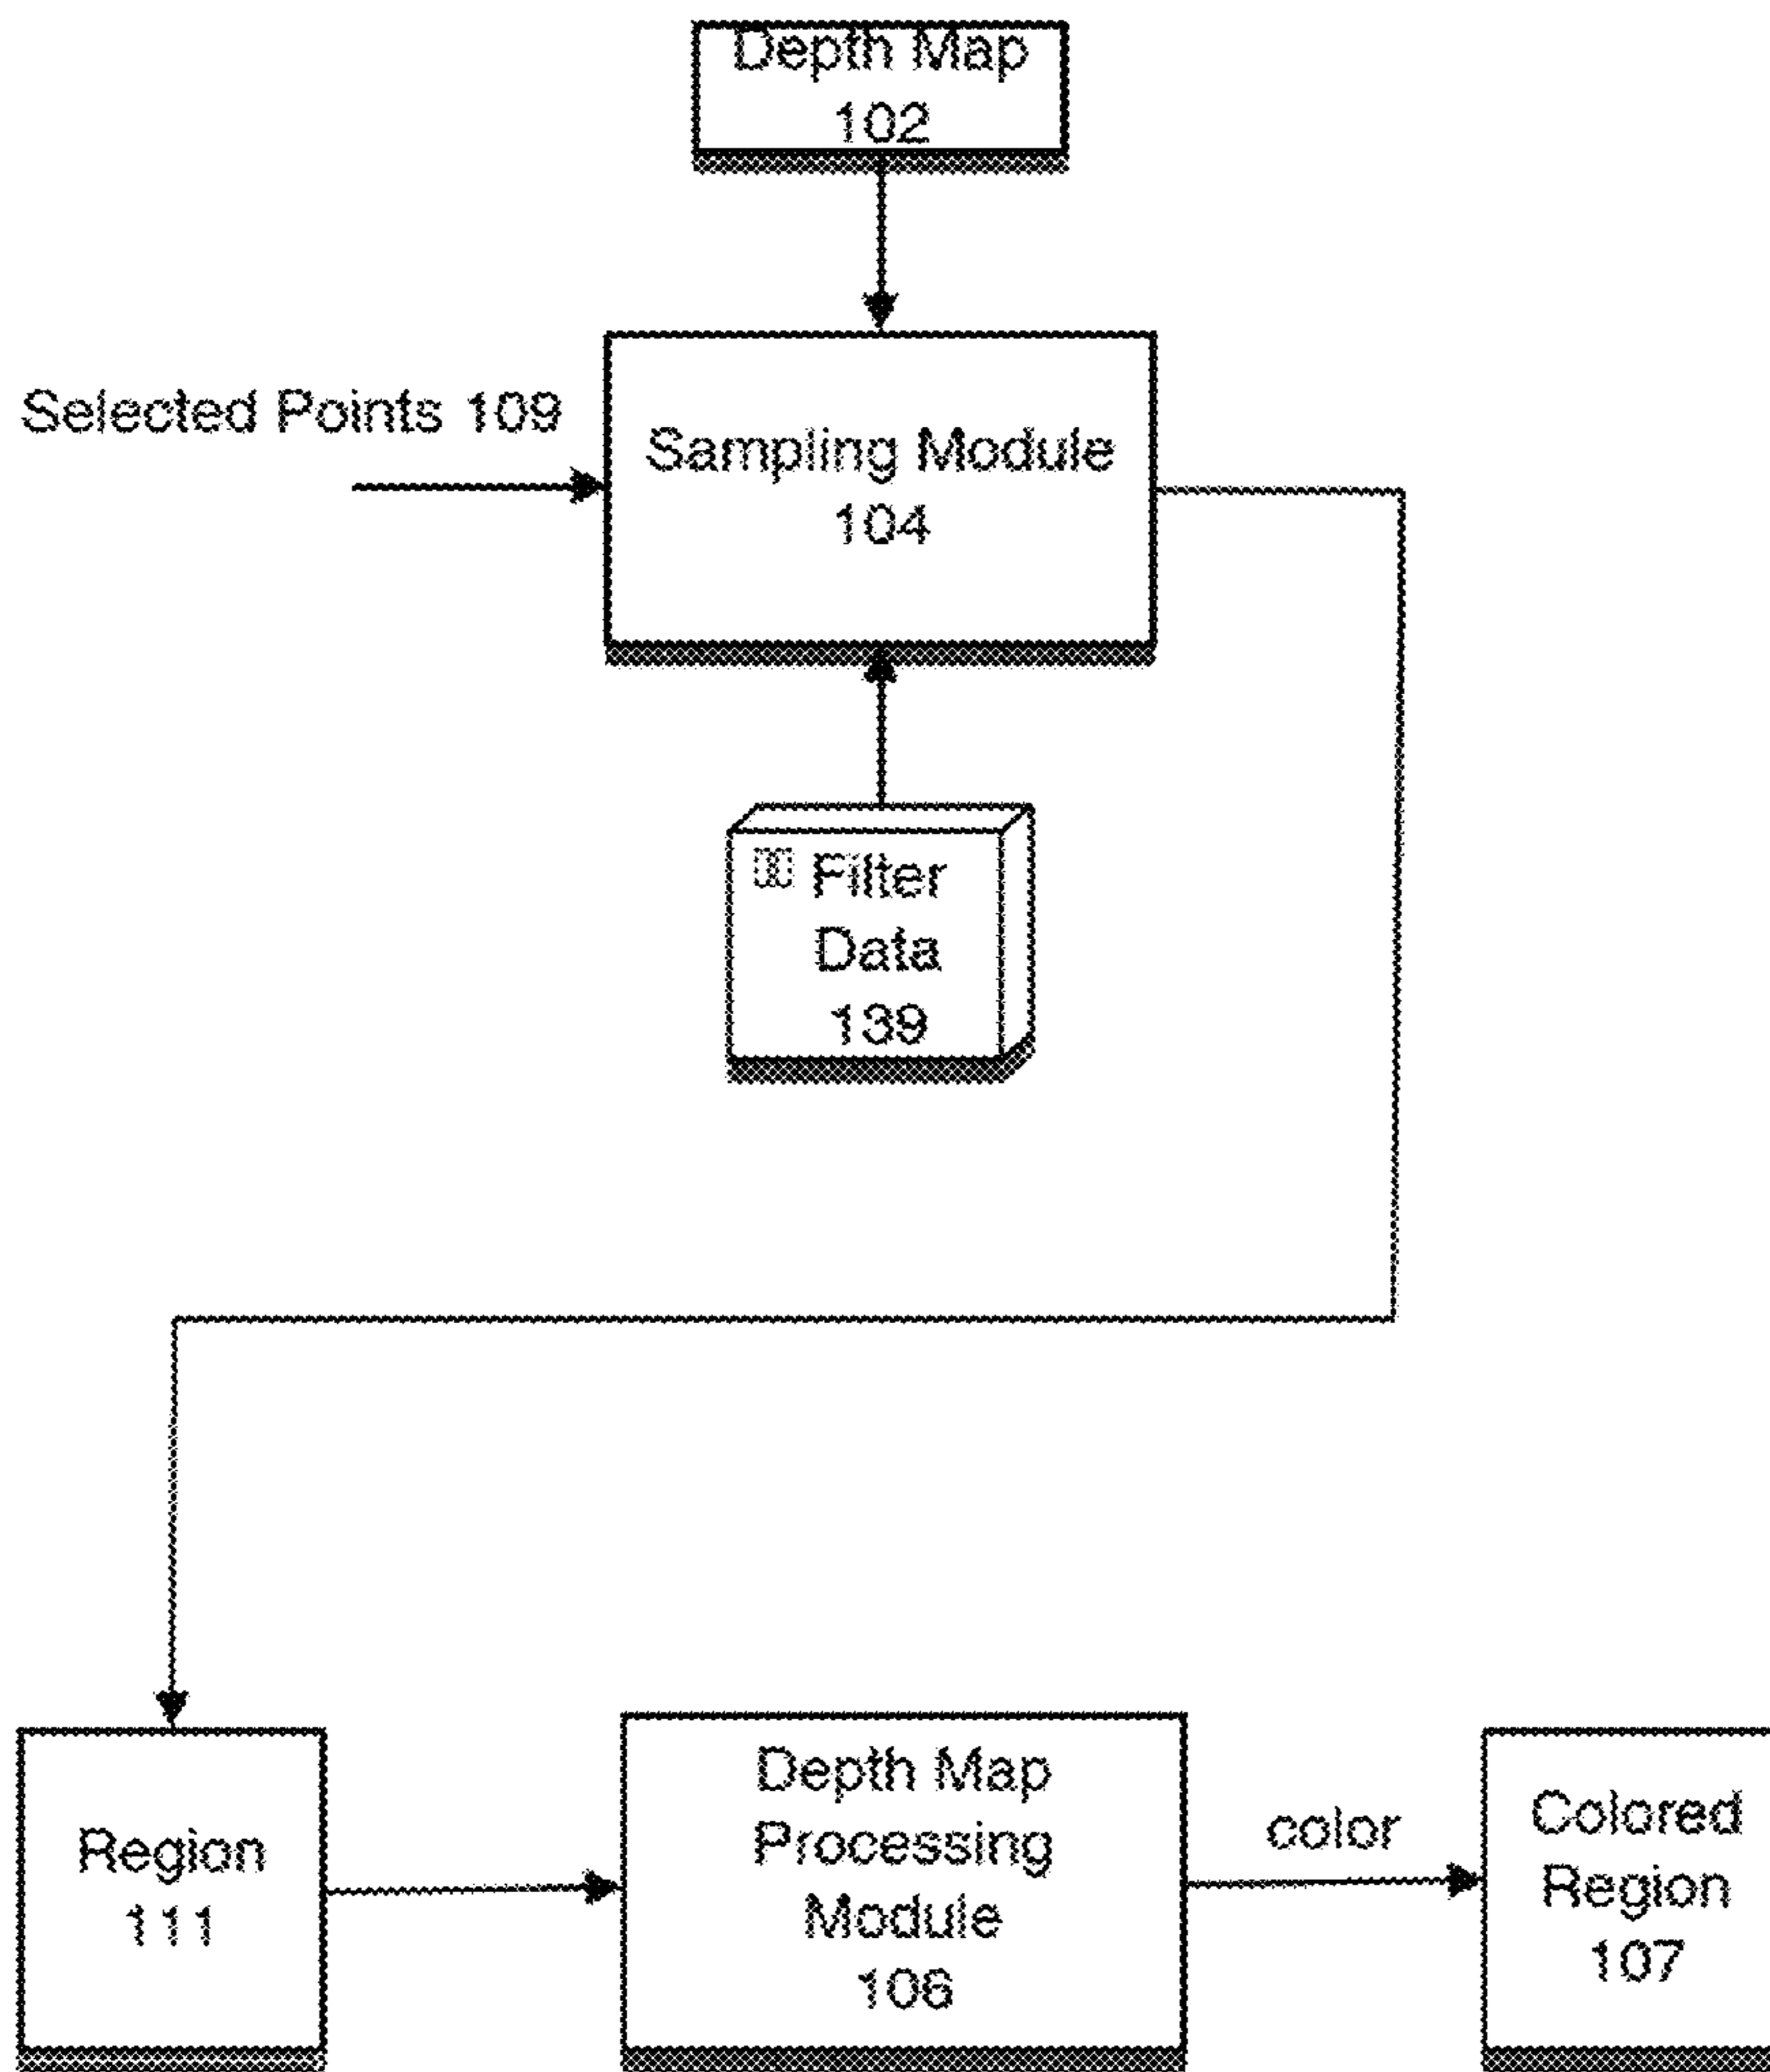 Depth Map
102
Selected Points 109
Sampling Module
104
Filter
Data
139
Region
111
Depth Map
Processing
Module
106
color
Colored
Region
107